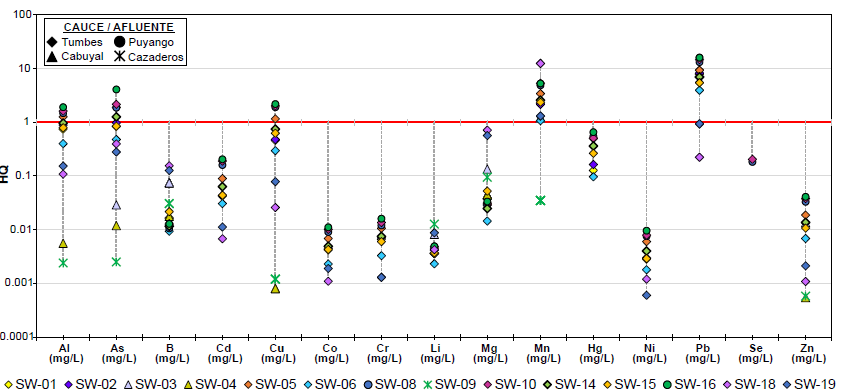 100
10
1
0.1
0.01
0.001
0.0001
HQ
CAUCE / AFLUENTE
Tumbes Puyango
Cabuyal Cazaderos
Al As B Cd Cu Co Cr Li Mg Mn Hg Ni Pb Se Zn
(mg/L) (mg/L) (mg/L) (mg/L) (mg/L) (mg/L) (mg/L) (mg/L) (mg/L) (mg/L) (mg/L) (mg/L) (mg/L) (mg/L) (mg/L)
SW-01 SW-02 SW-03 SW-04 SW-05 SW-06 SW-08 SW-09 SW-10 SW-14 SW-15 SW-16 SW-18 SW-19